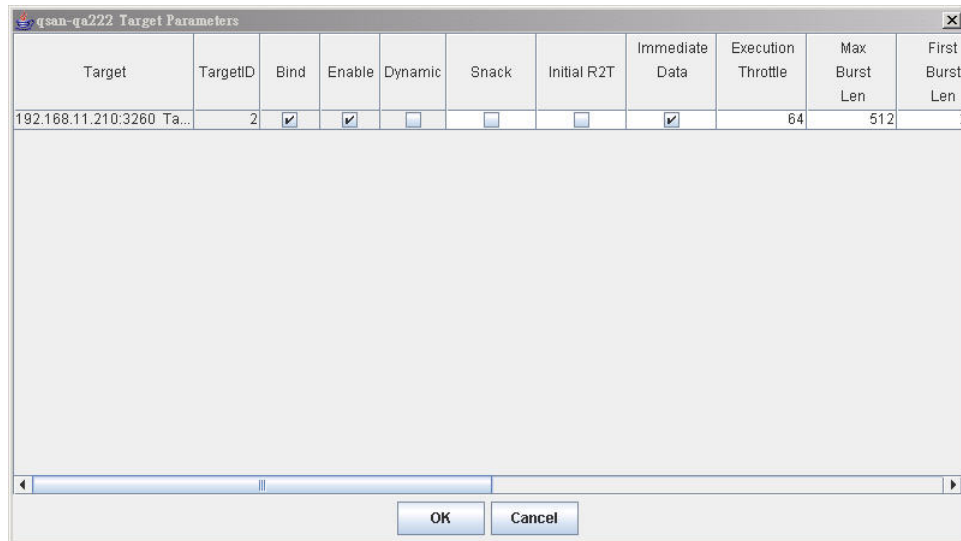 qsan-qa222 Target Parameters
Target TargetID Bind Enable Dynamic Snack Initial R2T Immediate Data Execution Throttle Max Burst Len First Burst Len
192.168.11.210:3260 Ta... 2 64 512
OK Cancel